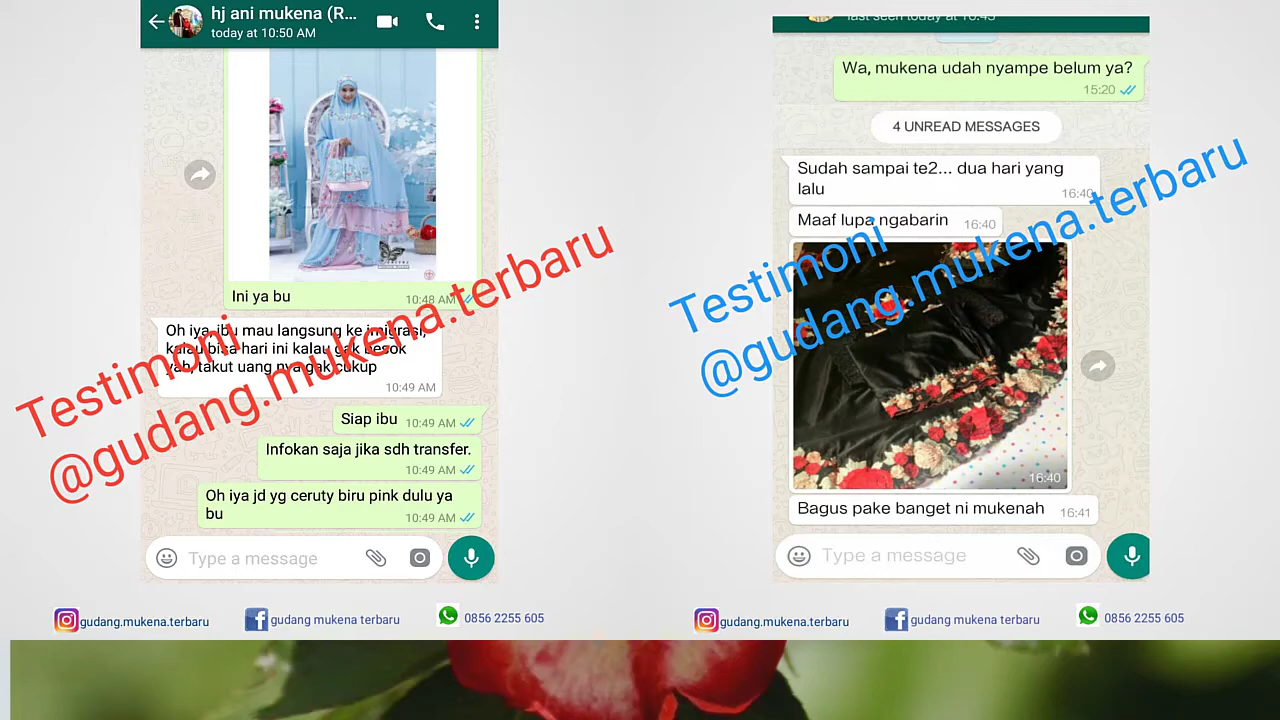 hj ani mukena (R...
today at 10:50 AM
Ini ya bu
10:48 AM
Oh iya, ibu mau langsung ke imigrasi,
kalau bisa hari ini kalau gak besok
yah, takut uang nya gak cukup
10:49 AM
Siap ibu
10:49 AM
Infokan saja jika sdh transfer.
10:49 AM
Oh iya jd yg ceruty biru pink dulu ya
bu
10:49 AM
Type a message
Testimoni
@gudang.mukena.terbaru
gudang.mukena.terbaru
gudang mukena terbaru
0856 2255 605
last seen today at 16:43
Wa, mukena udah nyampe belum ya?
15:20
4 UNREAD MESSAGES
Sudah sampai te2... dua hari yang
lalu
16:40
Maaf lupa ngabarin
16:40
16:40
Bagus pake banget ni mukenah
16:41
Type a message
Testimoni
@gudang.mukena.terbaru
gudang.mukena.terbaru
gudang mukena terbaru
0856 2255 605